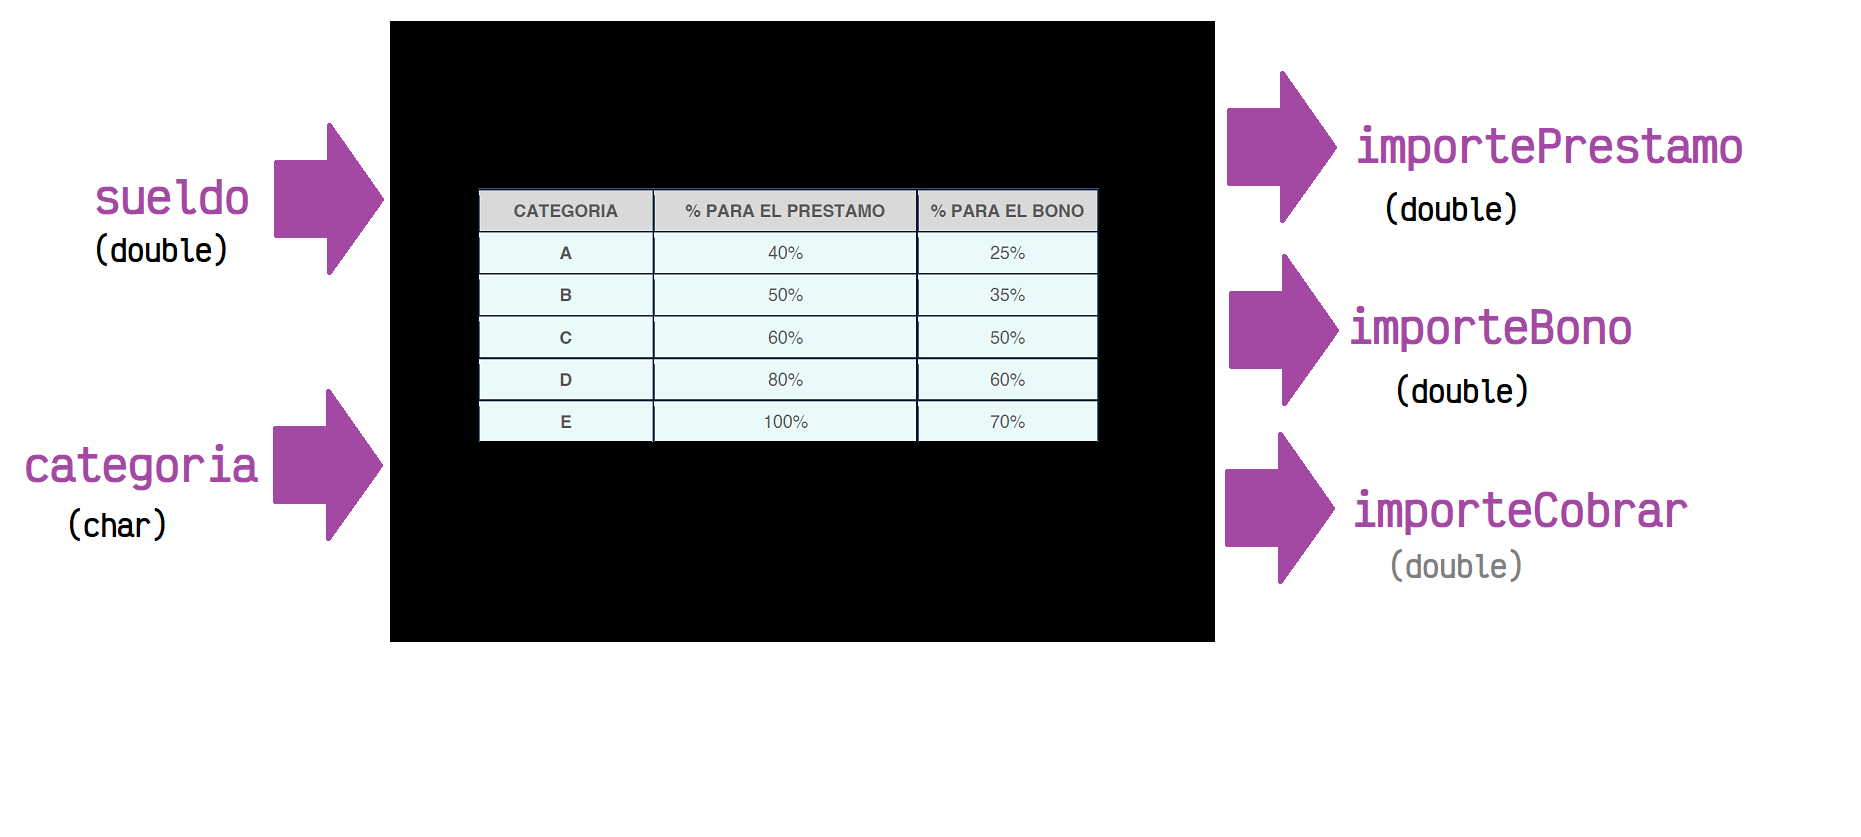 sueldo
(double)
categoria
(char)
CATEGORIA % PARA EL PRESTAMO % PARA EL BONO
A 40% 25%
B 50% 35%
C 60% 50%
D 80% 60%
E 100% 70%
importePrestamo
(double)
importeBono
(double)
importeCobrar
(double)